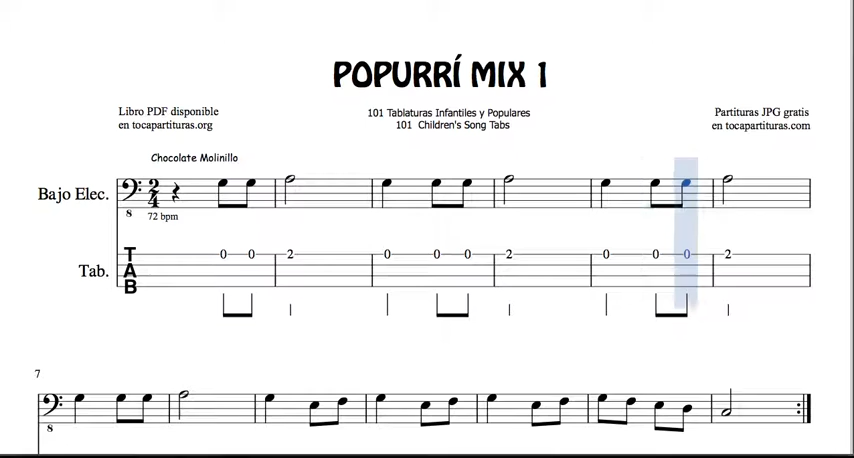 POPURRÍ MIX 1
Libro PDF disponible
en tocapartituras.org
101 Tablaturas Infantiles y Populares
101 Children's Song Tabs
Partituras JPG gratis
en tocapartituras.com
Chocolate Molinillo
Bajo Elec.
2
4
8
72 bpm
Tab.
T
A
B
0 0 2 0 0 0 2 0 0 0 2
7
8